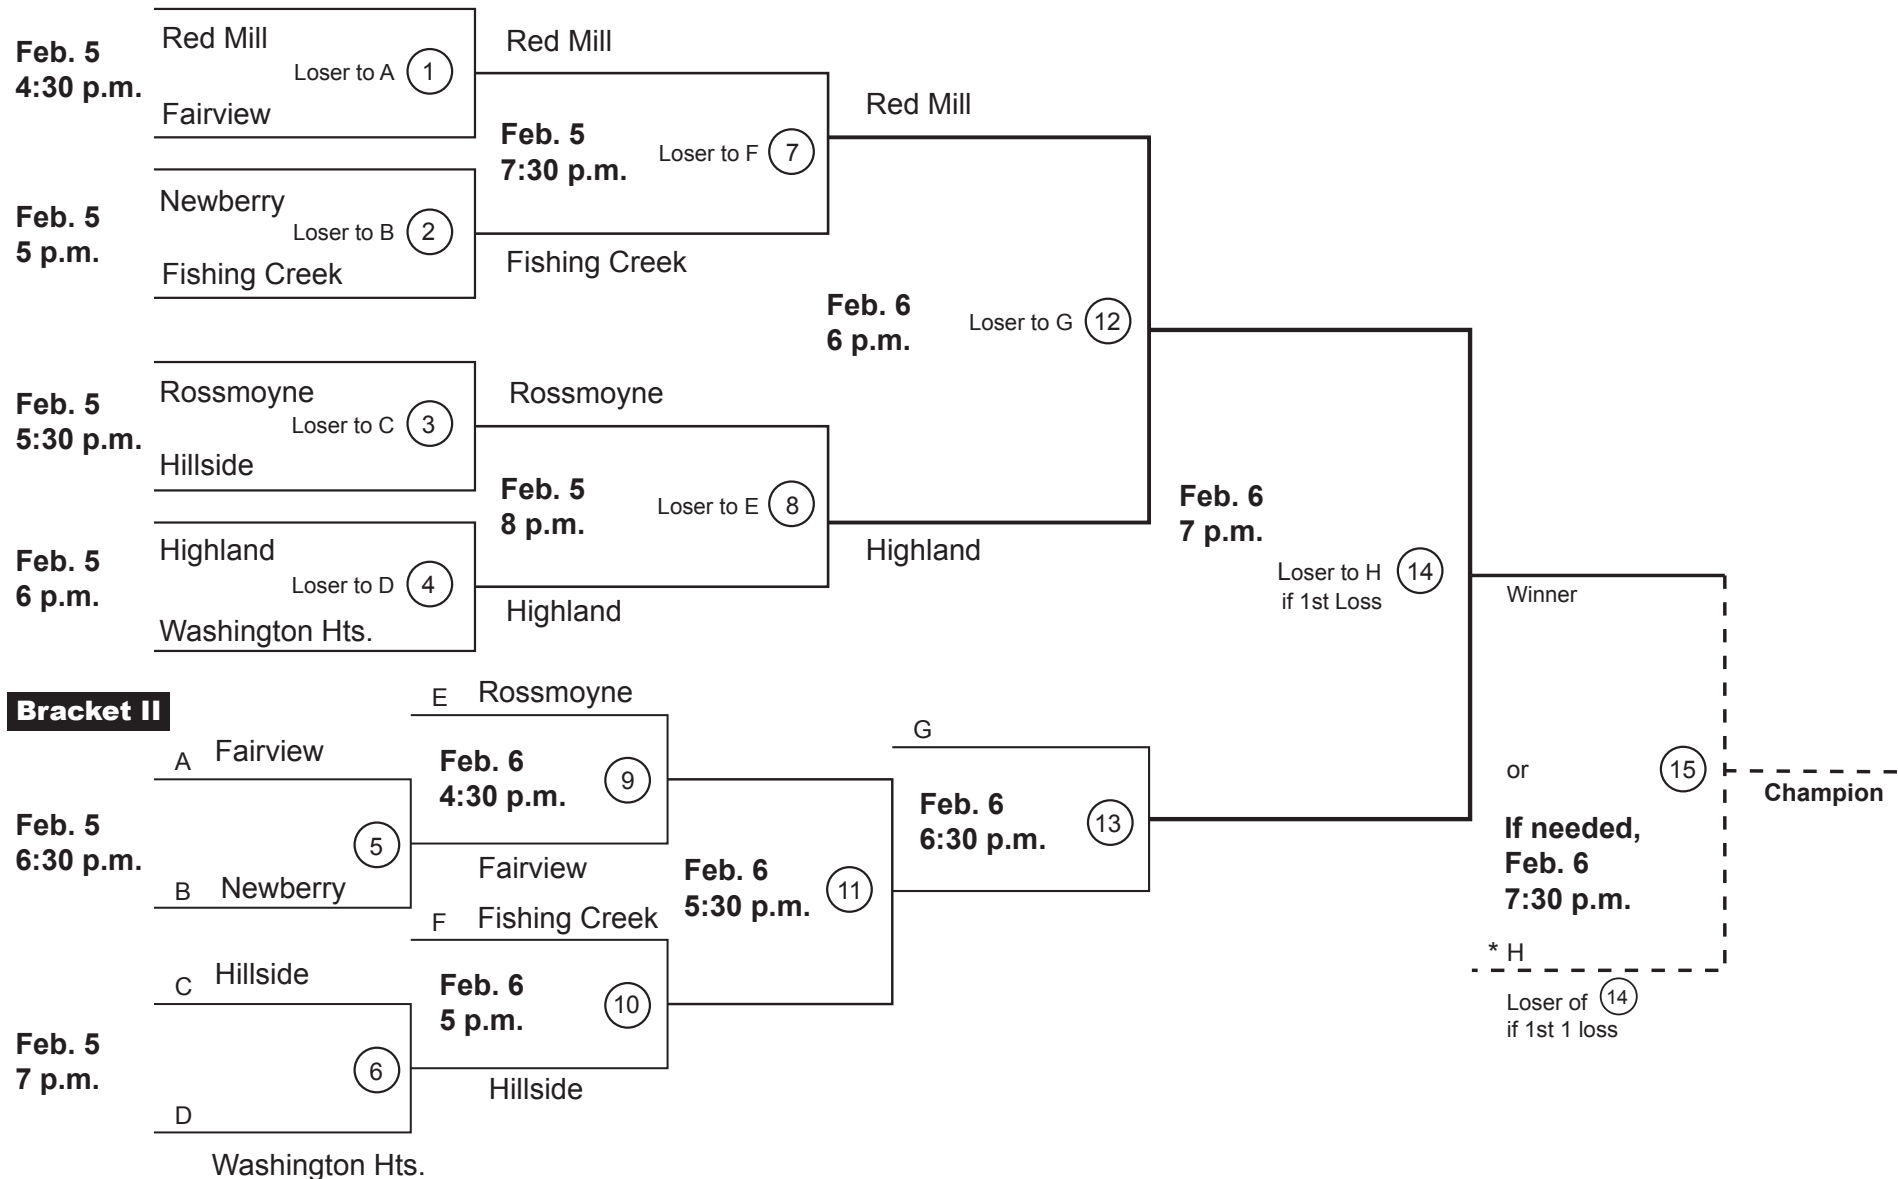 Feb. 5
4:30 p.m.
Red Mill
Loser to A 1
Fairview
Feb. 5
5 p.m.
Newberry
Loser to B 2
Fishing Creek
Feb. 5
5:30 p.m.
Rossmoyne
Loser to C 3
Hillside
Feb. 5
6 p.m.
Highland
Loser to D 4
Washington Hts.
Red Mill
Feb. 5
7:30 p.m.
Loser to F 7
Fishing Creek
Rossmoyne
Feb. 5
8 p.m.
Loser to E 8
Highland
Red Mill
Feb. 6
6 p.m.
Loser to G 12
Highland
Feb. 6
7 p.m.
Loser to H 14
if 1st Loss
Winner
or 15
If needed,
Feb. 6
7:30 p.m.
* H
Loser of 14
if 1st 1 loss
Champion
Bracket II
A Fairview
Feb. 5
6:30 p.m.
5
B Newberry
C Hillside
Feb. 5
7 p.m.
6
D
Washington Hts.
E Rossmoyne
Feb. 6
4:30 p.m.
9
Fairview
F Fishing Creek
Feb. 6
5 p.m.
10
Hillside
Feb. 6
5:30 p.m.
11
G
Feb. 6
6:30 p.m.
13